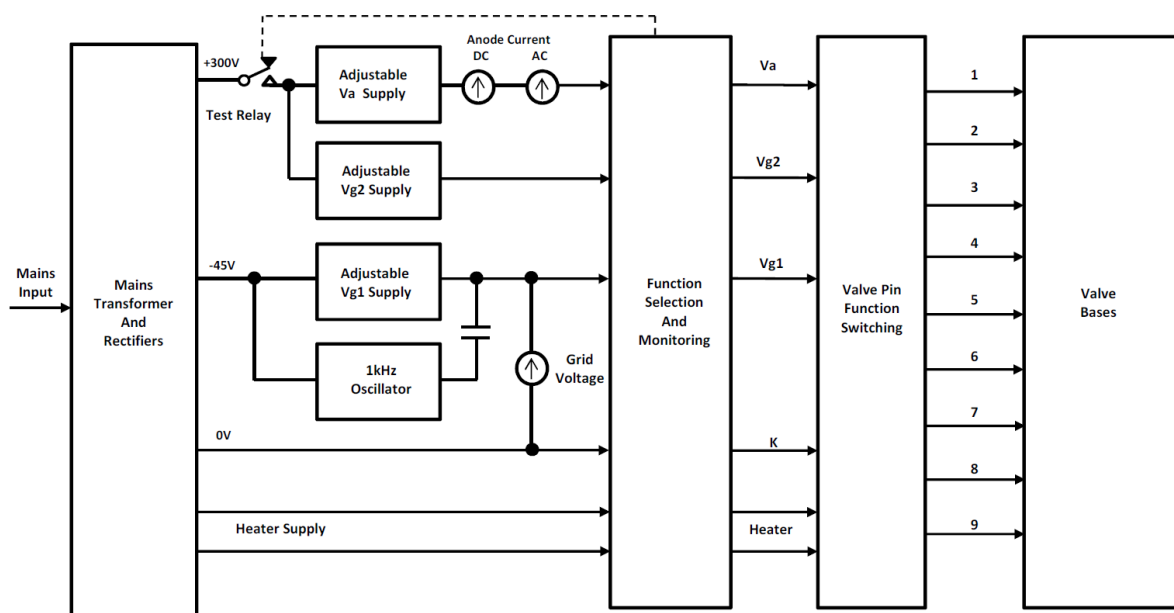 Mains
Input
Mains
Transformer
And
Rectifiers
+300V
Test Relay
-45V
0V
Heater Supply
Adjustable
Va Supply
Anode Current
DC
AC
Adjustable
Vg2 Supply
Adjustable
Vg1 Supply
1kHz
Oscillator
Grid
Voltage
Function
Selection
And
Monitoring
Va
Vg2
Vg1
K
Heater
Valve Pin
Function
Switching
1
2
3
4
5
6
7
8
9
Valve
Bases